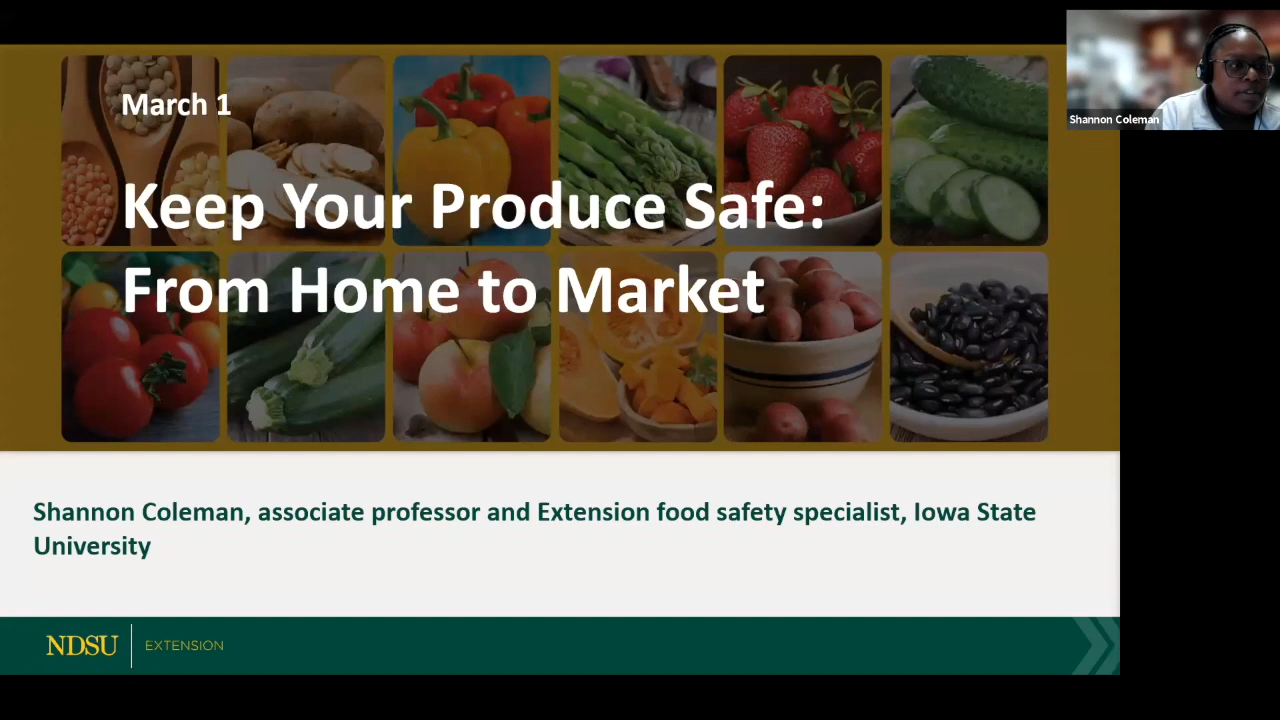 Shannon Coleman
March 1
Keep Your Produce Safe:
From Home to Market
Shannon Coleman, associate professor and Extension food safety specialist, Iowa State
University
NDSU EXTENSION